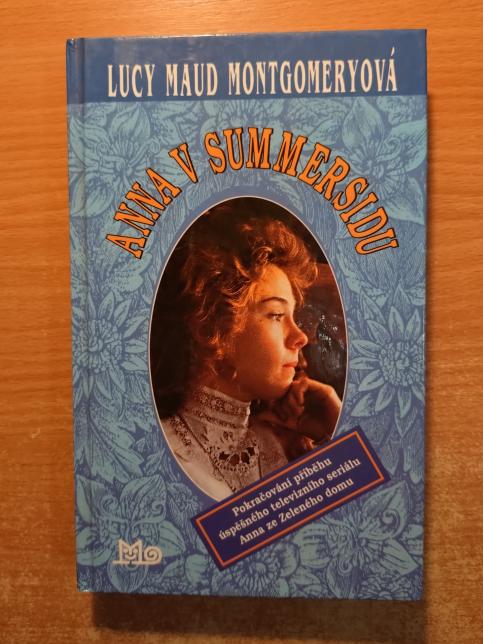 LUCY MAUD MONTGOMERYOVÁ
ANNA V SUMMERSIDU
Pokračování příběhu
úspěšného televizního seriálu
Anna ze Zeleného domu